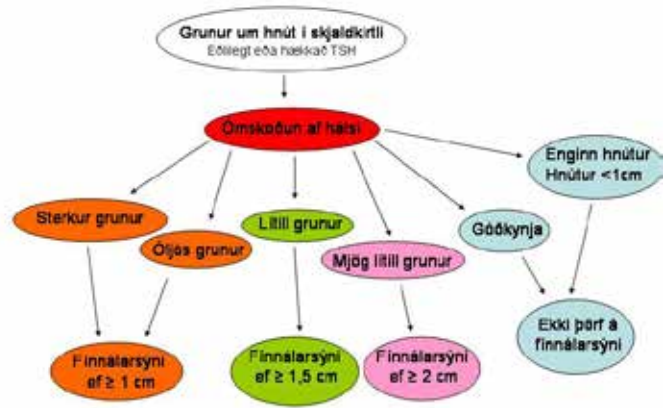 Grunur um hnút í skjaldkirtli
Eðlilegt eða hækkað TSH
Ómskoðun af hálsi
Enginn hnútur
Hnútur <1cm
Sterkur grunur
Óljós grunur
Lítill grunur
Mjög lítill grunur
Góðkynja
Fínnálarsýni
ef ≥ 1 cm
Fínnálarsýni
ef ≥ 1,5 cm
Fínnálarsýni
ef ≥ 2 cm
Ekki þörf á
fínnálarsýni